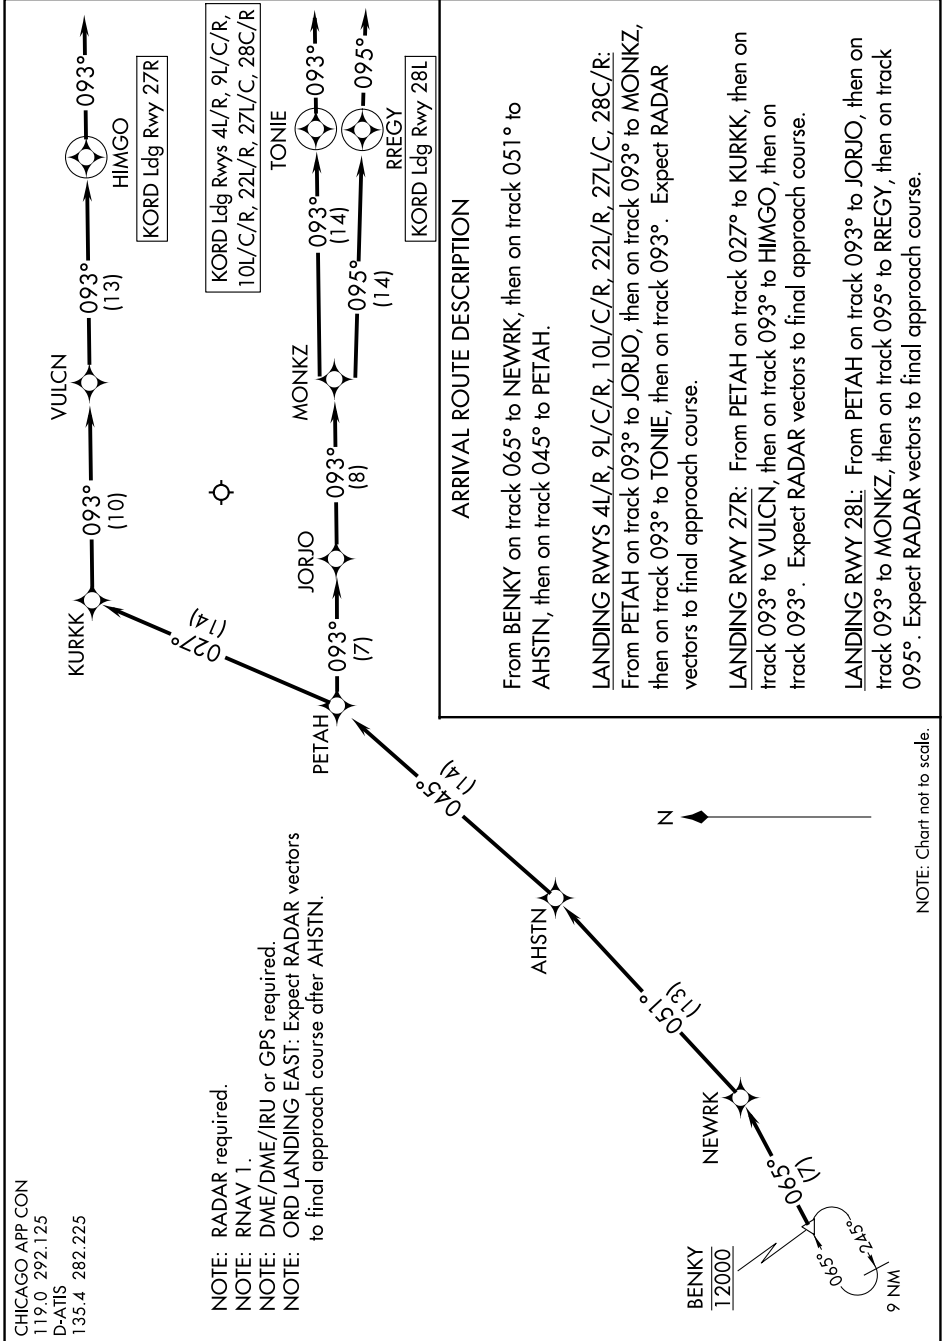 CHICAGO APP CON
119.0 292.125
D-ATIS
135.4 282.225
NOTE: RADAR required.
NOTE: RNAV 1.
NOTE: DME/DME/IRU or GPS required.
NOTE: ORD LANDING EAST: Expect RADAR vectors
to final approach course after AHSTN.
BENKY
12000
065°
245°
9 NM
065°
(7)
NEWRK
051°
(13)
AHSTN
045°
(14)
PETAH
027°
(14)
KURKK
093°
(10)
VULCN
093°
(13)
HIMGO
093°
KORD Ldg Rwy 27R
093°
(7)
JORJO
093°
(8)
MONKZ
093°
(14)
TONIE
093°
KORD Ldg Rwys 4L/R, 9L/C/R,
10L/C/R, 22L/R, 27L/C, 28C/R
095°
(14)
RREGY
095°
KORD Ldg Rwy 28L
N
NOTE: Chart not to scale.
ARRIVAL ROUTE DESCRIPTION
From BENKY on track 065° to NEWRK, then on track 051° to
AHSTN, then on track 045° to PETAH.
LANDING RWYS 4L/R, 9L/C/R, 10L/C/R, 22L/R, 27L/C, 28C/R:
From PETAH on track 093° to JORJO, then on track 093° to MONKZ,
then on track 093° to TONIE, then on track 093°. Expect RADAR
vectors to final approach course.
LANDING RWY 27R: From PETAH on track 027° to KURKK, then on
track 093° to VULCN, then on track 093° to HIMGO, then on
track 093°. Expect RADAR vectors to final approach course.
LANDING RWY 28L: From PETAH on track 093° to JORJO, then on
track 093° to MONKZ, then on track 095° to RREGY, then on track
095°. Expect RADAR vectors to final approach course.